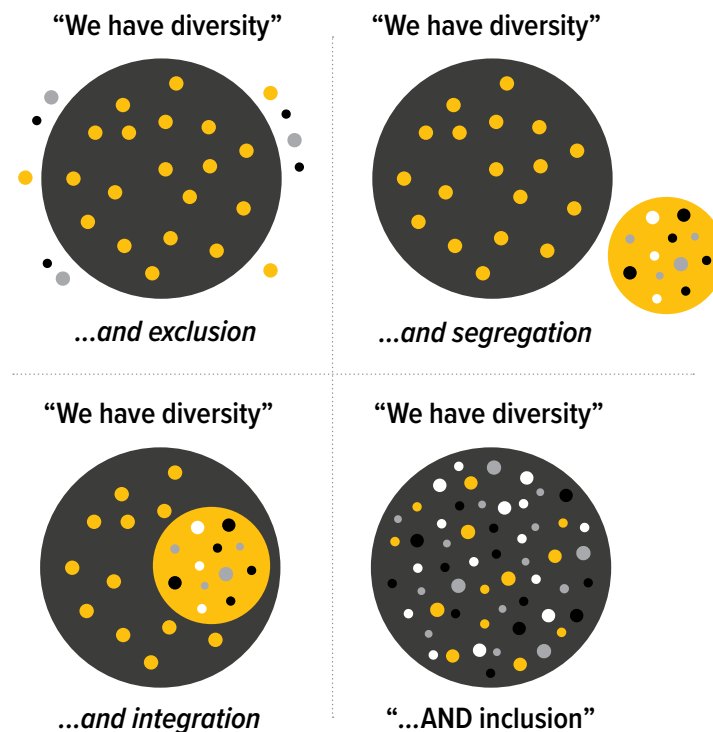 “We have diversity”
...and exclusion
“We have diversity”
...and segregation
“We have diversity”
...and integration
“We have diversity”
“...AND inclusion”